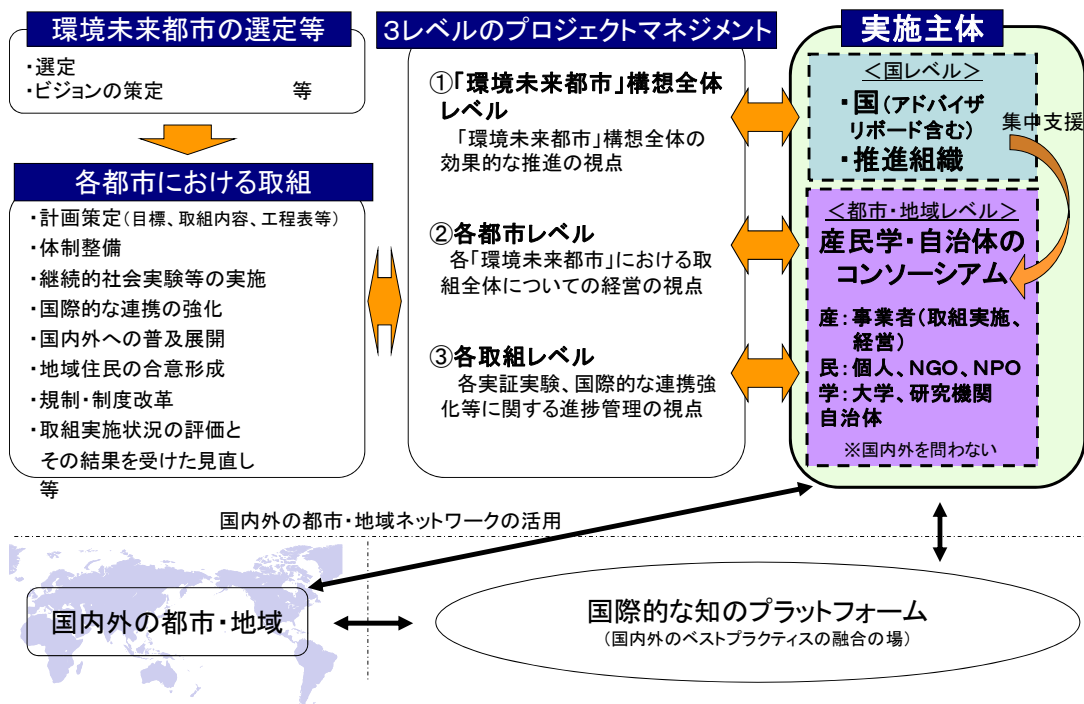 環境未来都市の選定等
・選定
・ビジョンの策定　　　　　等
各都市における取組
・計画策定(目標、取組内容、工程表等)
・体制整備
・継続的社会実験等の実施
・国際的な連携の強化
・国内外への普及展開
・地域住民の合意形成
・規制・制度改革
・取組実施状況の評価と
その結果を受けた見直し
等
3レベルのプロジェクトマネジメント
①「環境未来都市」構想全体
レベル
「環境未来都市」構想全体の
効果的な推進の視点
②各都市レベル
各「環境未来都市」における取
組全体についての経営の視点
③各取組レベル
各実証実験、国際的な連携強
化等に関する進捗管理の視点
実施主体
＜国レベル＞
・国(アドバイザ
リボード含む)
・推進組織
集中支援
＜都市・地域レベル＞
産民学・自治体の
コンソーシアム
産:事業者(取組実施、
経営)
民:個人、NGO、NPO
学:大学、研究機関
自治体
※国内外を問わない
国内外の都市・地域ネットワークの活用
国内外の都市・地域
国際的な知のプラットフォーム
(国内外のベストプラクティスの融合の場)